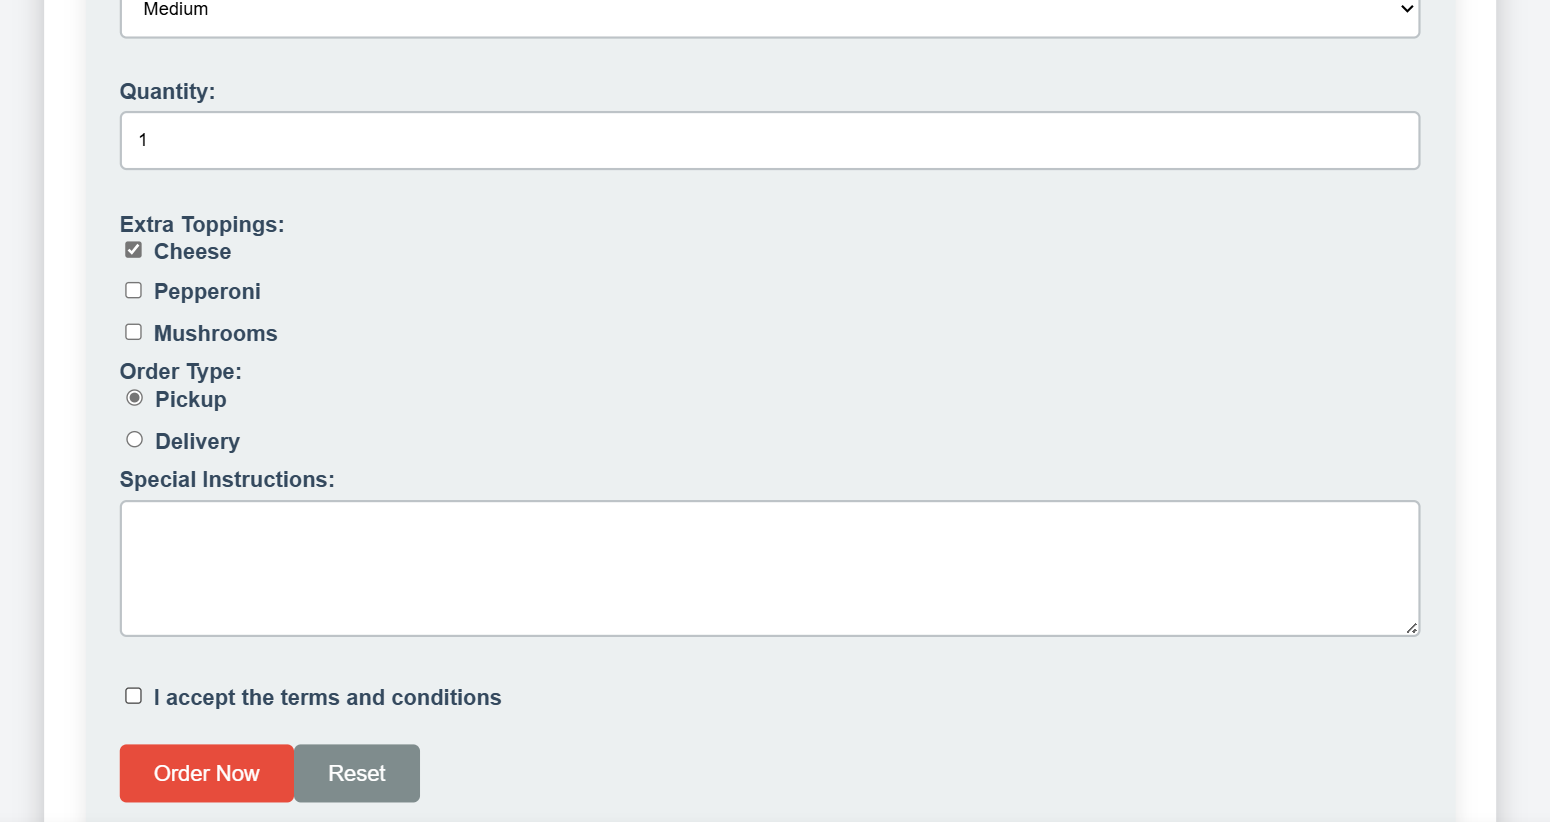 Medium
Quantity:
1
Extra Toppings:
Cheese
Pepperoni
Mushrooms
Order Type:
Pickup
Delivery
Special Instructions:
I accept the terms and conditions
Order Now
Reset